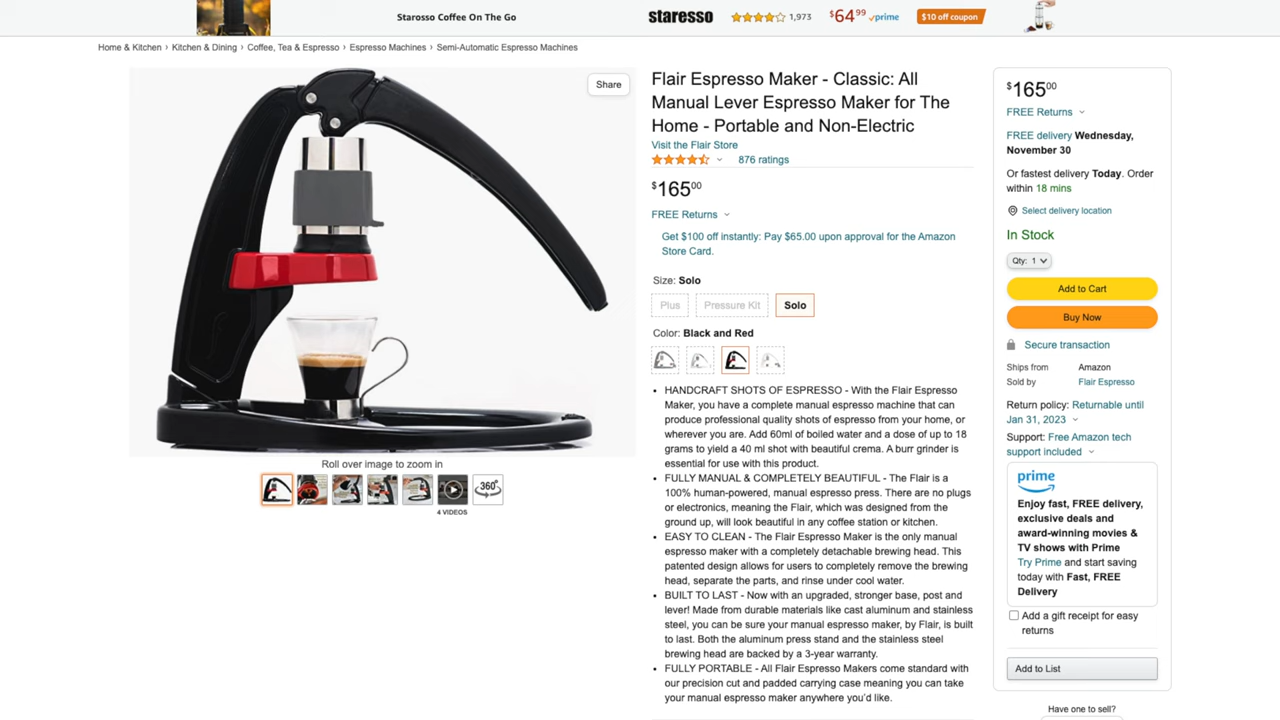 Starosso Coffee On The Go
staresso
1,973
$64 99
prime
$10 off coupon
Home & Kitchen › Kitchen & Dining › Coffee, Tea & Espresso › Espresso Machines › Semi-Automatic Espresso Machines
Share
Roll over image to zoom in
360°
4 VIDEOS
Flair Espresso Maker - Classic: All
Manual Lever Espresso Maker for The
Home - Portable and Non-Electric
Visit the Flair Store
876 ratings
$165 00
FREE Returns
Get $100 off instantly: Pay $65.00 upon approval for the Amazon
Store Card.
Size: Solo
Plus
Pressure Kit
Solo
Color: Black and Red
• HANDCRAFT SHOTS OF ESPRESSO - With the Flair Espresso
Maker, you have a complete manual espresso machine that can
produce professional quality shots of espresso from your home, or
wherever you are. Add 60ml of boiled water and a dose of up to 18
grams to yield a 40 ml shot with beautiful crema. A burr grinder is
essential for use with this product.
• FULLY MANUAL & COMPLETELY BEAUTIFUL - The Flair is a
100% human-powered, manual espresso press. There are no plugs
or electronics, meaning the Flair, which was designed from the
ground up, will look beautiful in any coffee station or kitchen.
• EASY TO CLEAN - The Flair Espresso Maker is the only manual
espresso maker with a completely detachable brewing head. This
patented design allows for users to completely remove the brewing
head, separate the parts, and rinse under cool water.
• BUILT TO LAST - Now with an upgraded, stronger base, post and
lever! Made from durable materials like cast aluminum and stainless
steel, you can be sure your manual espresso maker, by Flair, is built
to last. Both the aluminum press stand and the stainless steel
brewing head are backed by a 3-year warranty.
• FULLY PORTABLE - All Flair Espresso Makers come standard with
our precision cut and padded carrying case meaning you can take
your manual espresso maker anywhere you'd like.
$165 00
FREE Returns
FREE delivery Wednesday,
November 30
Or fastest delivery Today. Order
within 18 mins
Select delivery location
In Stock
Qty: 1
Add to Cart
Buy Now
Secure transaction
Ships from Amazon
Sold by Flair Espresso
Return policy: Returnable until
Jan 31, 2023
Support: Free Amazon tech
support included
prime
Enjoy fast, FREE delivery,
exclusive deals and
award-winning movies &
TV shows with Prime
Try Prime and start saving
today with Fast, FREE
Delivery
Add a gift receipt for easy
returns
Add to List
Have one to sell?